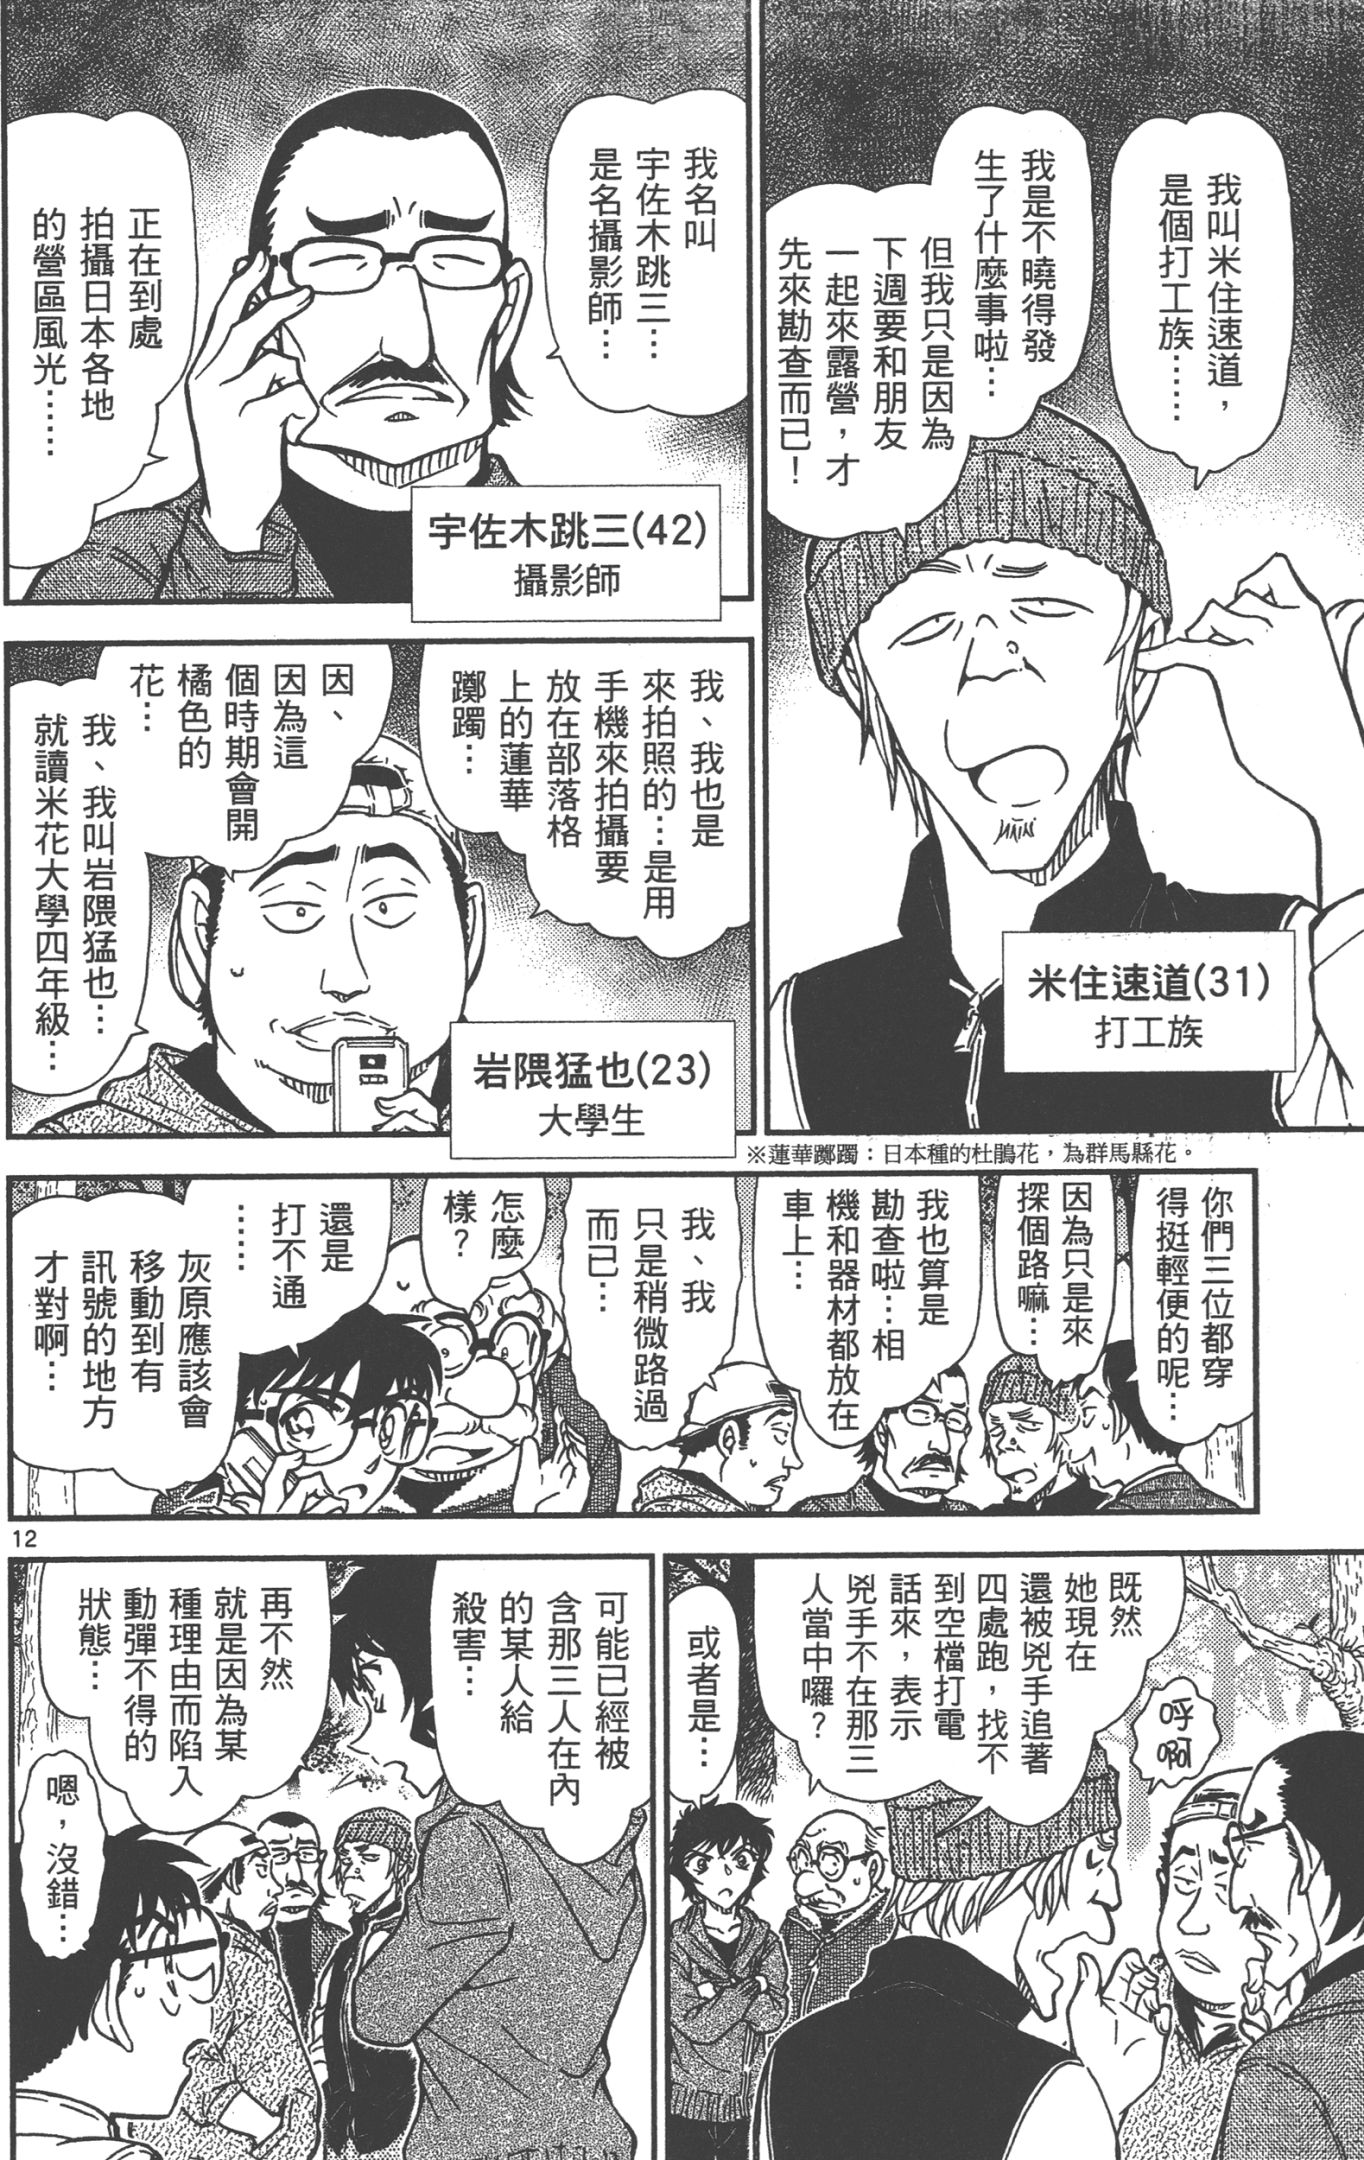 我叫米住速道，
是個打工族……
我是不曉得發
生了什麼事啦…
但我只是因為
下週要和朋友
一起來露營，才
先來勘查而已！
米住速道(31)
打工族
我名叫
宇佐木跳三…
是名攝影師…
正在到處
拍攝日本各地
的營區風光……
宇佐木跳三(42)
攝影師
我、我也是
來拍照的…是用
手機來拍攝要
放在部落格
上的蓮華
躑躅…
因、
因為這
個時期會開
橘色的
花…
我、我叫岩隈猛也…
就讀米花大學四年級…
岩隈猛也(23)
大學生
※蓮華躑躅：日本種的杜鵑花，為群馬縣花。
你們三位都穿
得挺輕便的呢…
因為只是來
探個路嘛…
我也算是
勘查啦…相
機和器材都放在
車上…
我、我
只是稍微路過
而已…
怎麼
樣？
還是
打不通
……
灰原應該會
移動到有
訊號的地方
才對啊…
12
既然
她現在
還被兇手追著
四處跑，找不
到空檔打電
話來，表示
兇手不在那三
人當中囉？
呼
啊
或者是…
可能已經被
含那三人在內
的某人給
殺害…
再不然
就是因為某
種理由而陷入
動彈不得的
狀態…
嗯，沒錯…